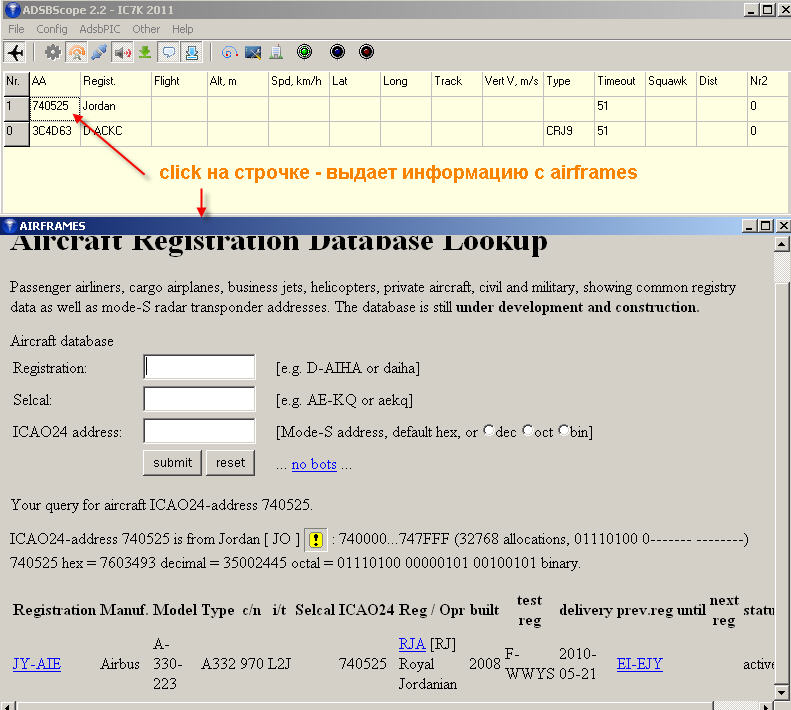 ADSBScope 2.2 - IC7K 2011
File Config AdsbPIC Other Help
Nr. AA Regist. Flight Alt, m Spd, km/h Lat Long Track Vert V, m/s Type Timeout Squawk Dist Nr2
1 740525 Jordan 51 0
0 3C4D63 D ACKC CRJ9 51 0
click на строчке - выдает информацию с airframes
AIRFRAMES
Aircraft Registration Database Lookup
Passenger airliners, cargo airplanes, business jets, helicopters, private aircraft, civil and military, showing common registry
data as well as mode-S radar transponder addresses. The database is still under development and construction.
Aircraft database
Registration: [e.g. D-AIHA or daiha]
Selcal: [e.g. AE-KQ or aekq]
ICAO24 address: [Mode-S address, default hex, or dec oct bin]
submit reset ... no bots ...
Your query for aircraft ICAO24-address 740525.
ICAO24-address 740525 is from Jordan [ JO ] ! : 740000...747FFF (32768 allocations, 01110100 0------- --------)
740525 hex = 7603493 decimal = 35002445 octal = 01110100 00000101 00100101 binary.
Registration Manuf. Model Type c/n i/t Selcal ICAO24 Reg / Opr built test reg delivery prev.reg until next reg statu
JY-AIE Airbus A-330-223 A332 970 L2J 740525 RJA [RJ] Royal Jordanian 2008 F-WWYS 2010-05-21 EI-EJY active